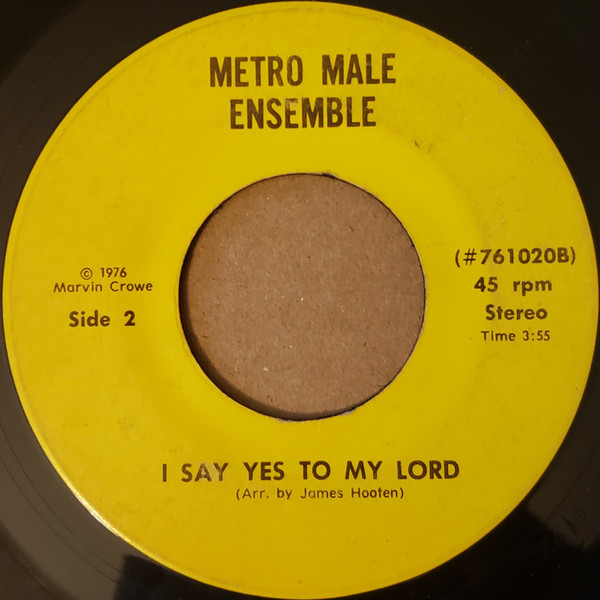 METRO MALE
ENSEMBLE
© 1976
Marvin Crowe
Side 2
(#761020B)
45 rpm
Stereo
Time 3:55
I SAY YES TO MY LORD
(Arr. by James Hooten)